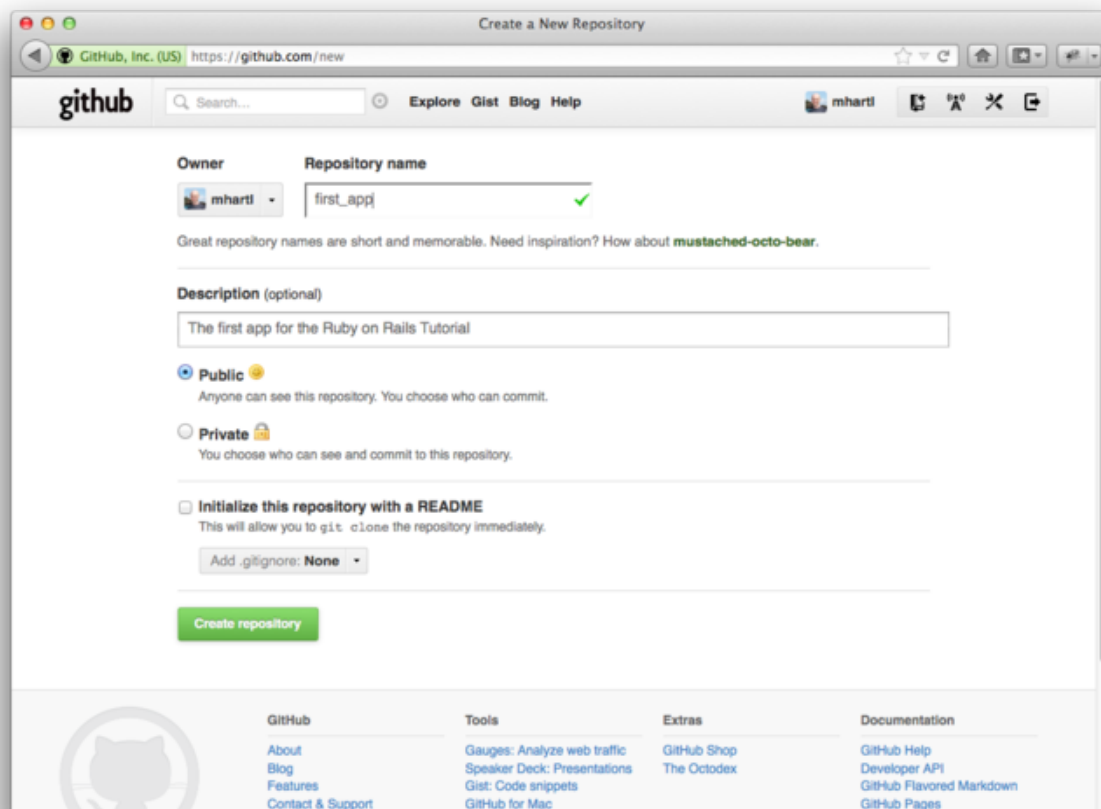 Create a New Repository
GitHub, Inc. (US) https://github.com/new
github Search... Explore Gist Blog Help mhartl
Owner Repository name
mhartl first_app
Great repository names are short and memorable. Need inspiration? How about mustached-octo-bear.
Description (optional)
The first app for the Ruby on Rails Tutorial
Public
Anyone can see this repository. You choose who can commit.
Private
You choose who can see and commit to this repository.
Initialize this repository with a README
This will allow you to git clone the repository immediately.
Add .gitignore: None
Create repository
GitHub Tools Extras Documentation
About Gauges: Analyze web traffic GitHub Shop GitHub Help
Blog Speaker Deck: Presentations The Octodex Developer API
Features Gist: Code snippets GitHub Flavored Markdown
Contact & Support GitHub for Mac GitHub Pages